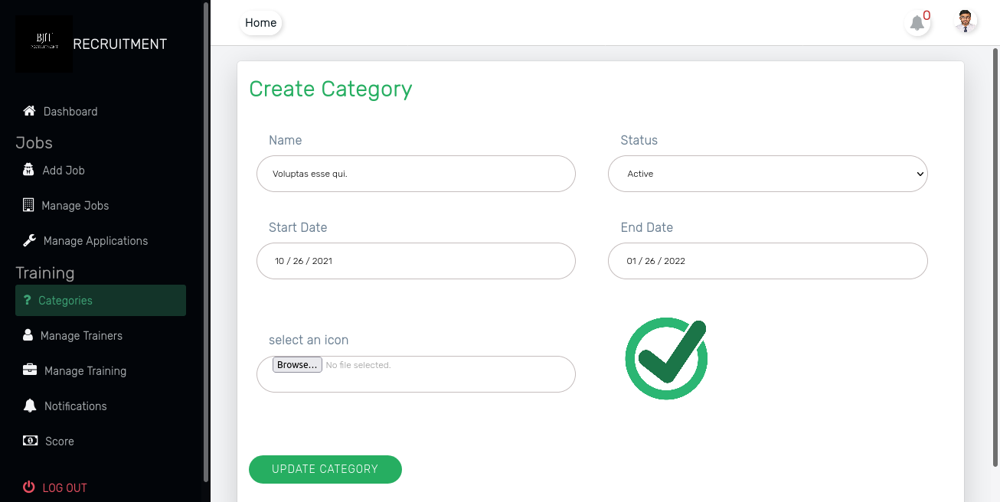 BJN
RECRUITMENT
RECRUITMENT
Home
0
Dashboard
Jobs
Add Job
Manage Jobs
Manage Applications
Training
? Categories
Manage Trainers
Manage Training
Notifications
Score
LOG OUT
Create Category
Name
Status
Voluptas esse qui.
Active
Start Date
End Date
10 / 26 / 2021
01 / 26 / 2022
select an icon
Browse... No file selected.
UPDATE CATEGORY